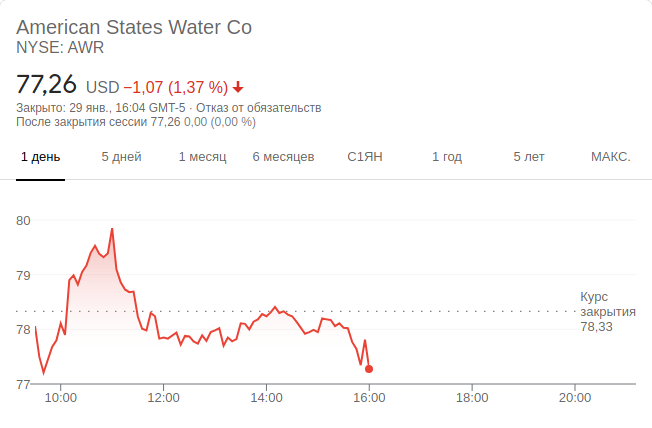 American States Water Co
NYSE: AWR
77,26 USD −1,07 (1,37 %)
Закрыто: 29 янв., 16:04 GMT-5 · Отказ от обязательств
После закрытия сессии 77,26 0,00 (0,00 %)
1 день 5 дней 1 месяц 6 месяцев С1ЯН 1 год 5 лет МАКС.
80
79
Курс
закрытия
78,33
78
77
10:00 12:00 14:00 16:00 18:00 20:00